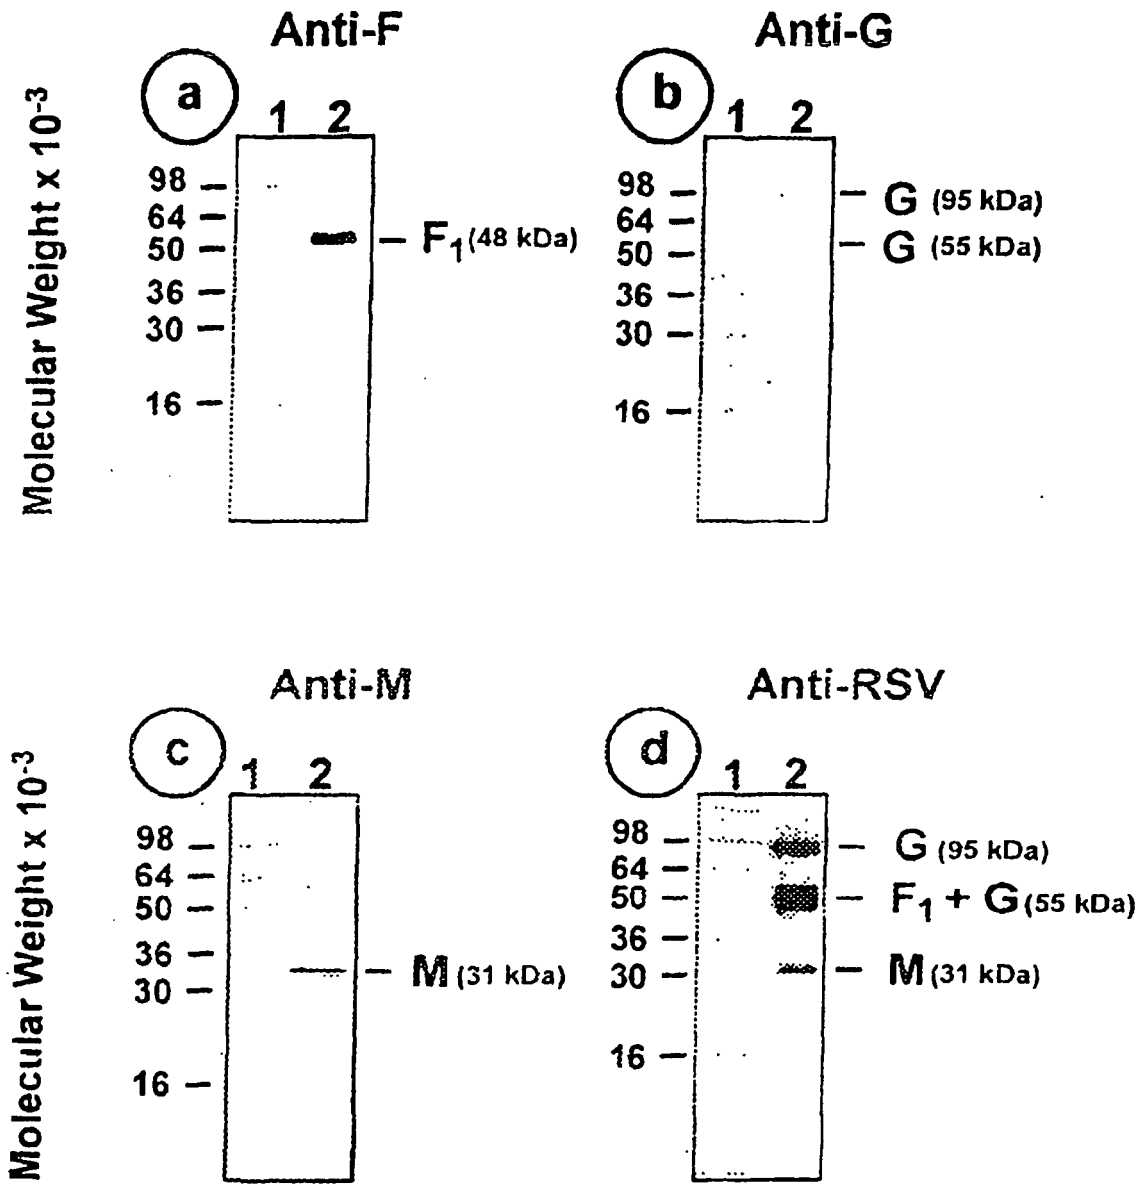 Anti-F
Anti-G
a
b
1 2
1 2
Molecular Weight x 10-3
98
64
50
36
30
16
F1 (48 kDa)
98
64
50
36
30
16
G (95 kDa)
G (55 kDa)
Anti-M
Anti-RSV
c
d
1 2
1 2
Molecular Weight x 10-3
98
64
50
36
30
16
M (31 kDa)
98
64
50
36
30
16
G (95 kDa)
F1 + G (55 kDa)
M (31 kDa)